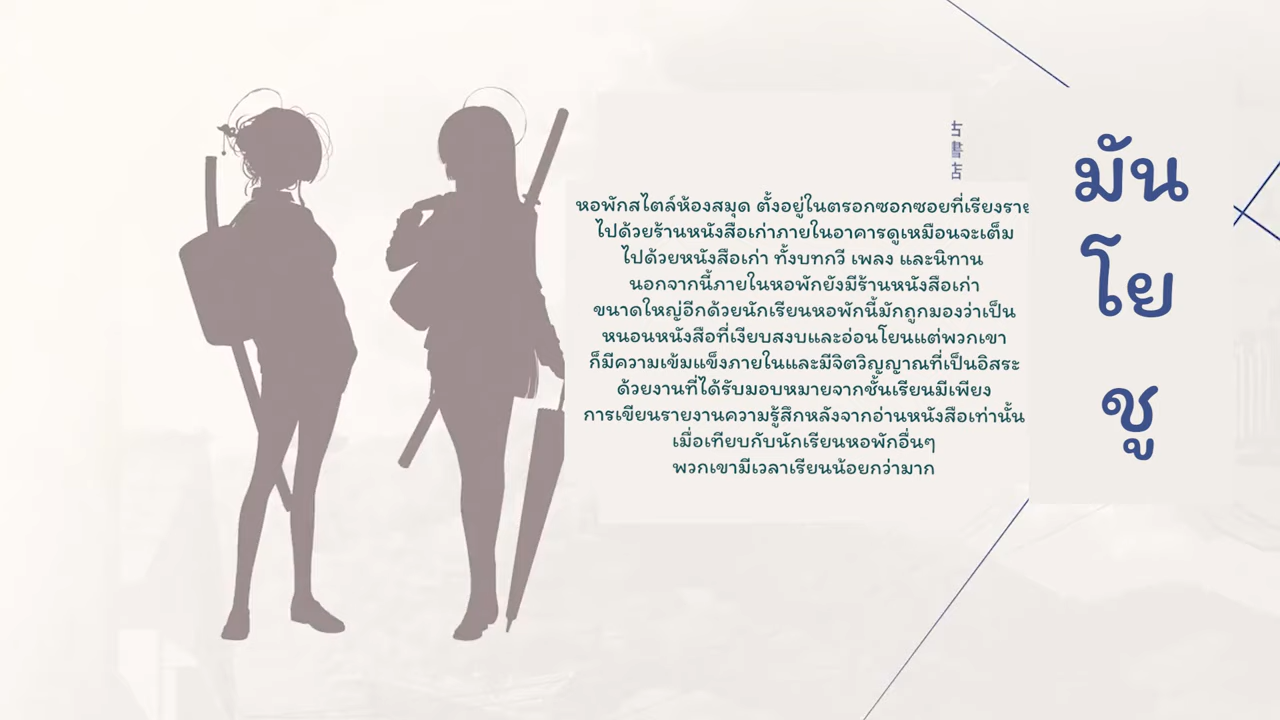 古書店
หอพักสไตล์ห้องสมุด ตั้งอยู่ในตรอกซอกซอยที่เรียงราย
ไปด้วยร้านหนังสือเก่าภายในอาคารดูเหมือนจะเต็ม
ไปด้วยหนังสือเก่า ทั้งบทกวี เพลง และนิทาน
นอกจากนี้ภายในหอพักยังมีร้านหนังสือเก่า
ขนาดใหญ่อีกด้วยนักเรียนหอพักนี้มักถูกมองว่าเป็น
หนอนหนังสือที่เงียบสงบและอ่อนโยนแต่พวกเขา
ก็มีความเข้มแข็งภายในและมีจิตวิญญาณที่เป็นอิสระ
ด้วยงานที่ได้รับมอบหมายจากชั้นเรียนมีเพียง
การเขียนรายงานความรู้สึกหลังจากอ่านหนังสือเท่านั้น
เมื่อเทียบกับนักเรียนหอพักอื่นๆ
พวกเขามีเวลาเรียนน้อยกว่ามาก
มัน
โย
ชู